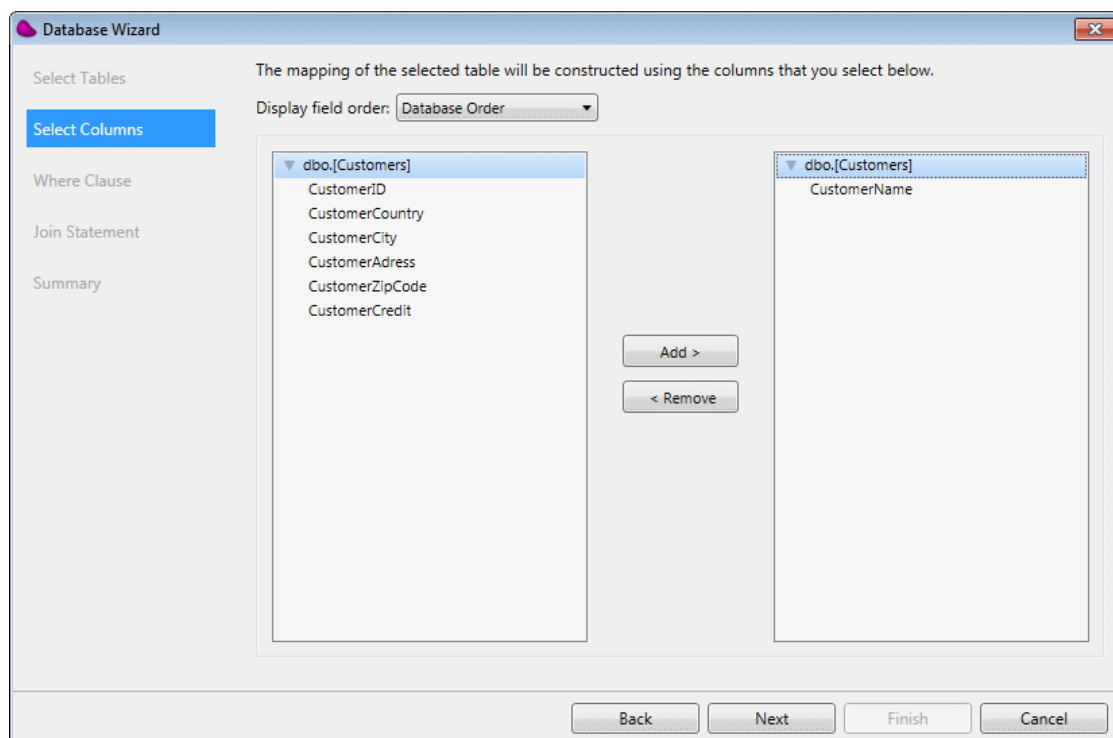 Database Wizard
Select Tables
Select Columns
Where Clause
Join Statement
Summary
The mapping of the selected table will be constructed using the columns that you select below.
Display field order: Database Order
dbo.[Customers]
CustomerID
CustomerCountry
CustomerCity
CustomerAdress
CustomerZipCode
CustomerCredit
Add >
< Remove
dbo.[Customers]
CustomerName
Back
Next
Finish
Cancel